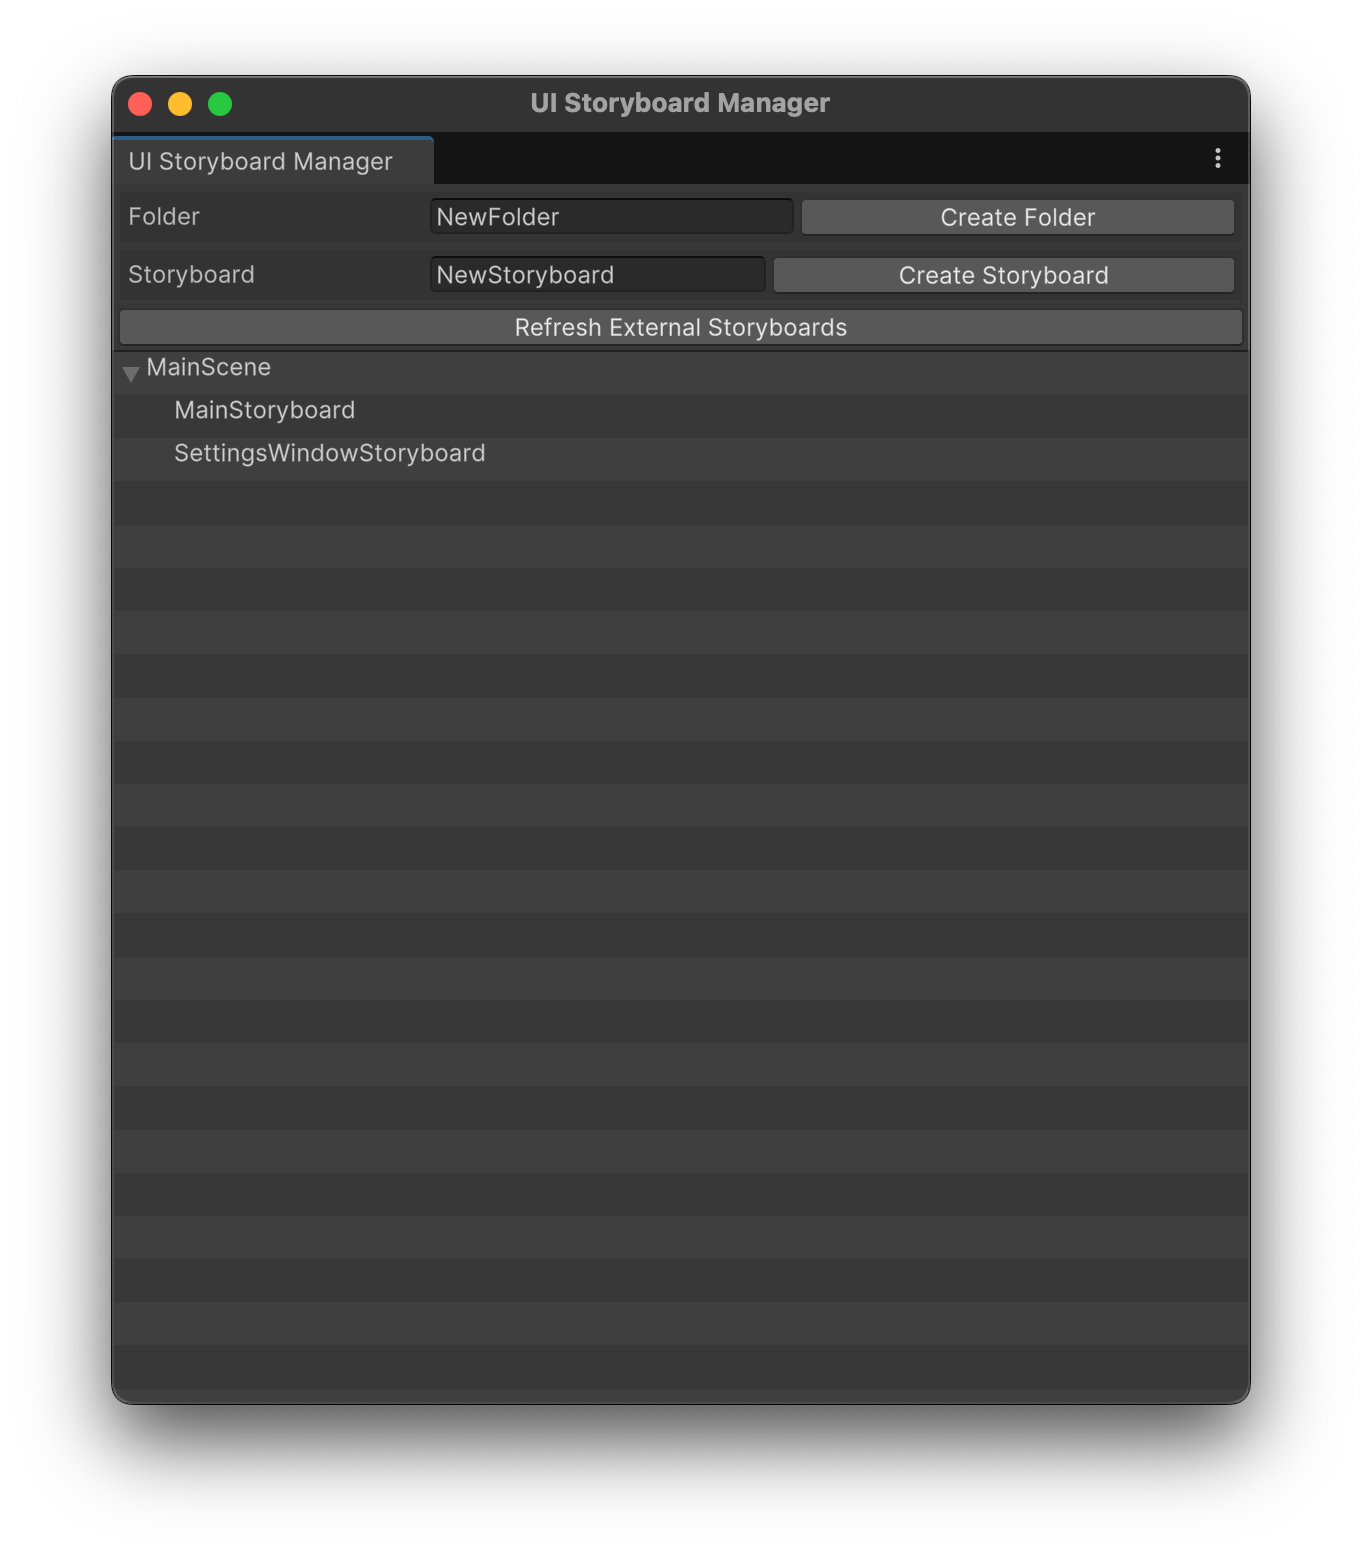 UI Storyboard Manager
UI Storyboard Manager
Folder NewFolder Create Folder
Storyboard NewStoryboard Create Storyboard
Refresh External Storyboards
MainScene
MainStoryboard
SettingsWindowStoryboard